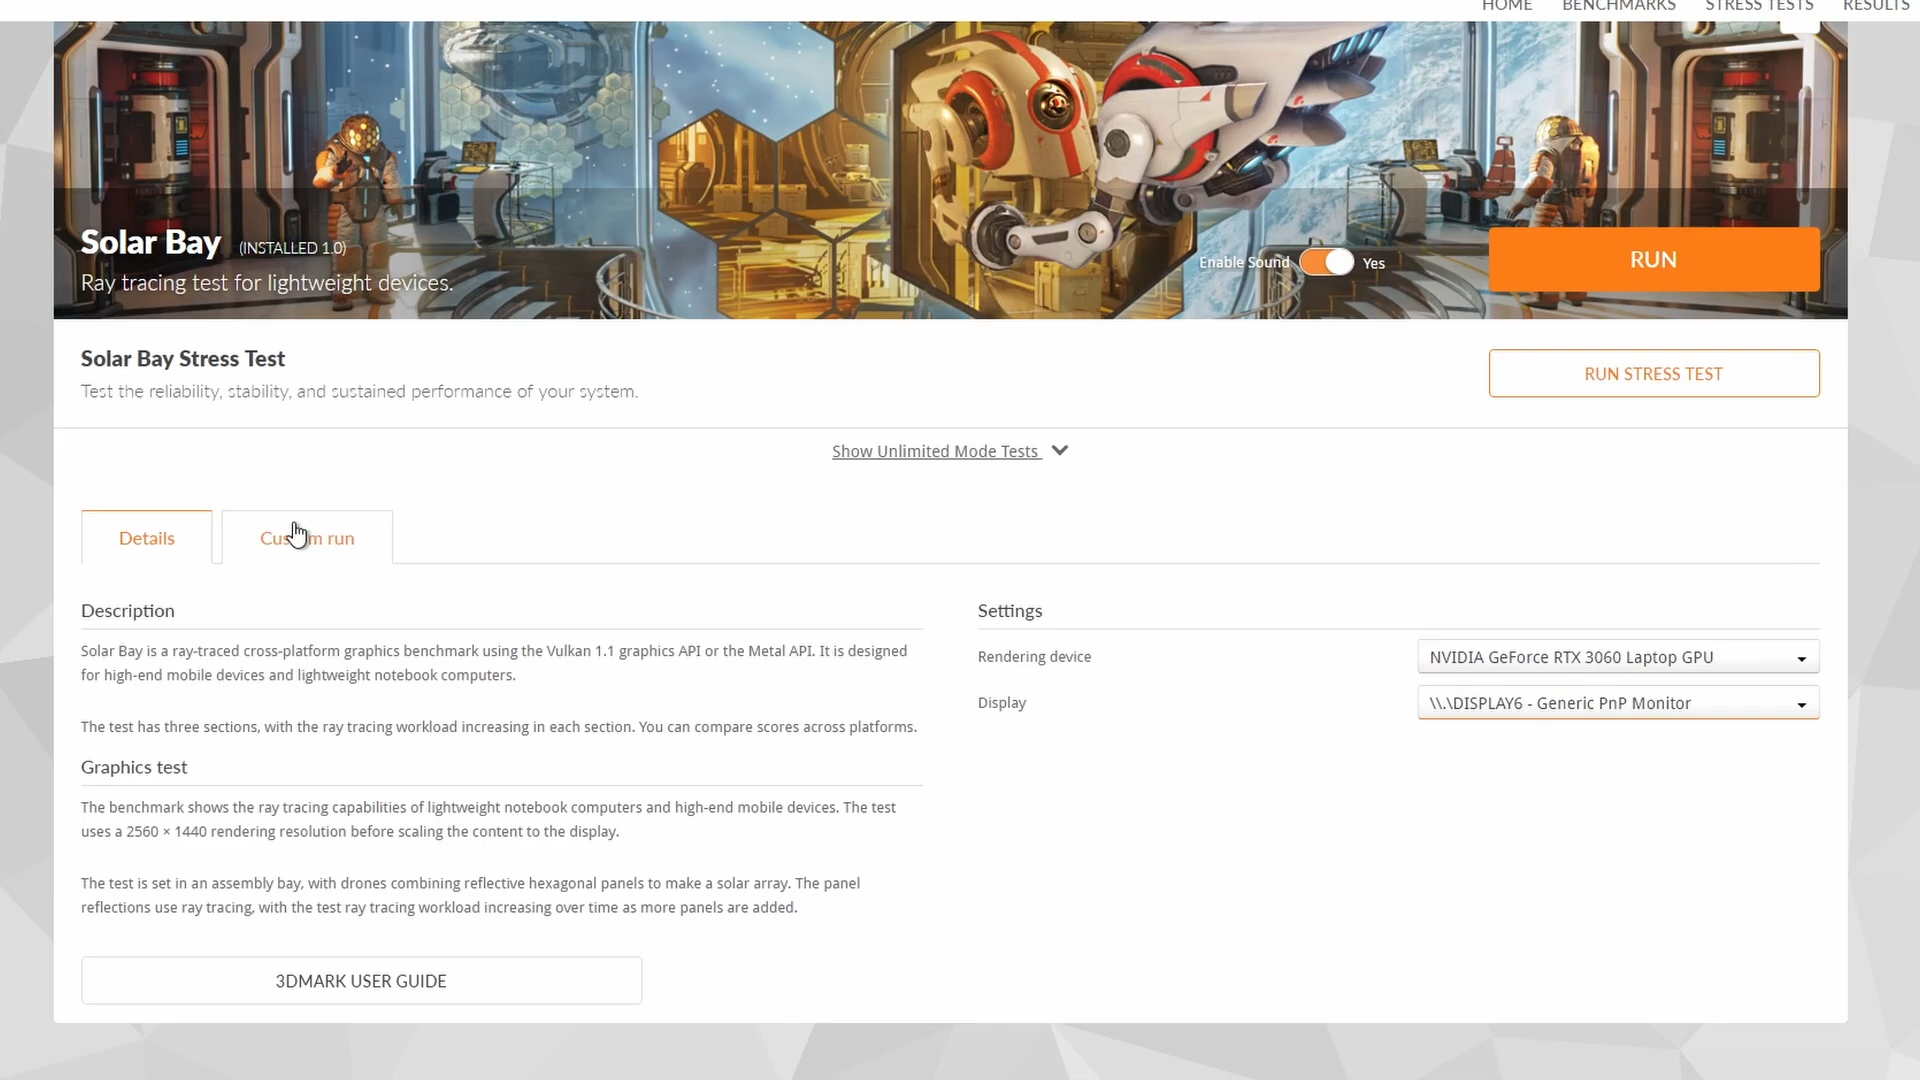 HOME BENCHMARKS STRESS TESTS RESULTS
Solar Bay (INSTALLED 1.0)
Ray tracing test for lightweight devices.
Enable Sound Yes
RUN
Solar Bay Stress Test
Test the reliability, stability, and sustained performance of your system.
RUN STRESS TEST
Show Unlimited Mode Tests
Details
Custom run
Description
Solar Bay is a ray-traced cross-platform graphics benchmark using the Vulkan 1.1 graphics API or the Metal API. It is designed
for high-end mobile devices and lightweight notebook computers.
The test has three sections, with the ray tracing workload increasing in each section. You can compare scores across platforms.
Graphics test
The benchmark shows the ray tracing capabilities of lightweight notebook computers and high-end mobile devices. The test
uses a 2560 × 1440 rendering resolution before scaling the content to the display.
The test is set in an assembly bay, with drones combining reflective hexagonal panels to make a solar array. The panel
reflections use ray tracing, with the test ray tracing workload increasing over time as more panels are added.
3DMARK USER GUIDE
Settings
Rendering device
NVIDIA GeForce RTX 3060 Laptop GPU
Display
\\.\DISPLAY6 - Generic PnP Monitor